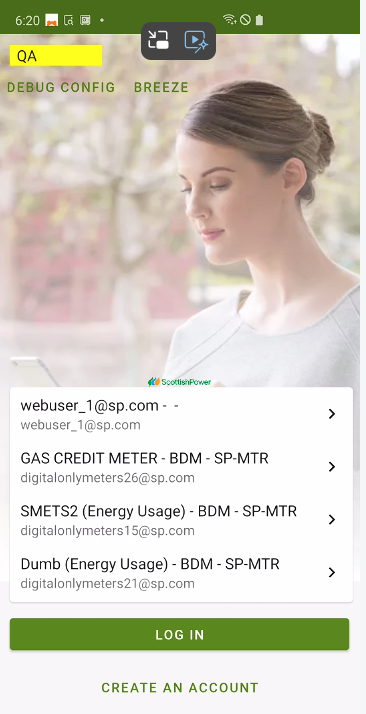 6:20
QA
DEBUG CONFIG BREEZE
ScottishPower
webuser_1@sp.com - -
webuser_1@sp.com
GAS CREDIT METER - BDM - SP-MTR
digitalonlymeters26@sp.com
SMETS2 (Energy Usage) - BDM - SP-MTR
digitalonlymeters15@sp.com
Dumb (Energy Usage) - BDM - SP-MTR
digitalonlymeters21@sp.com
LOG IN
CREATE AN ACCOUNT